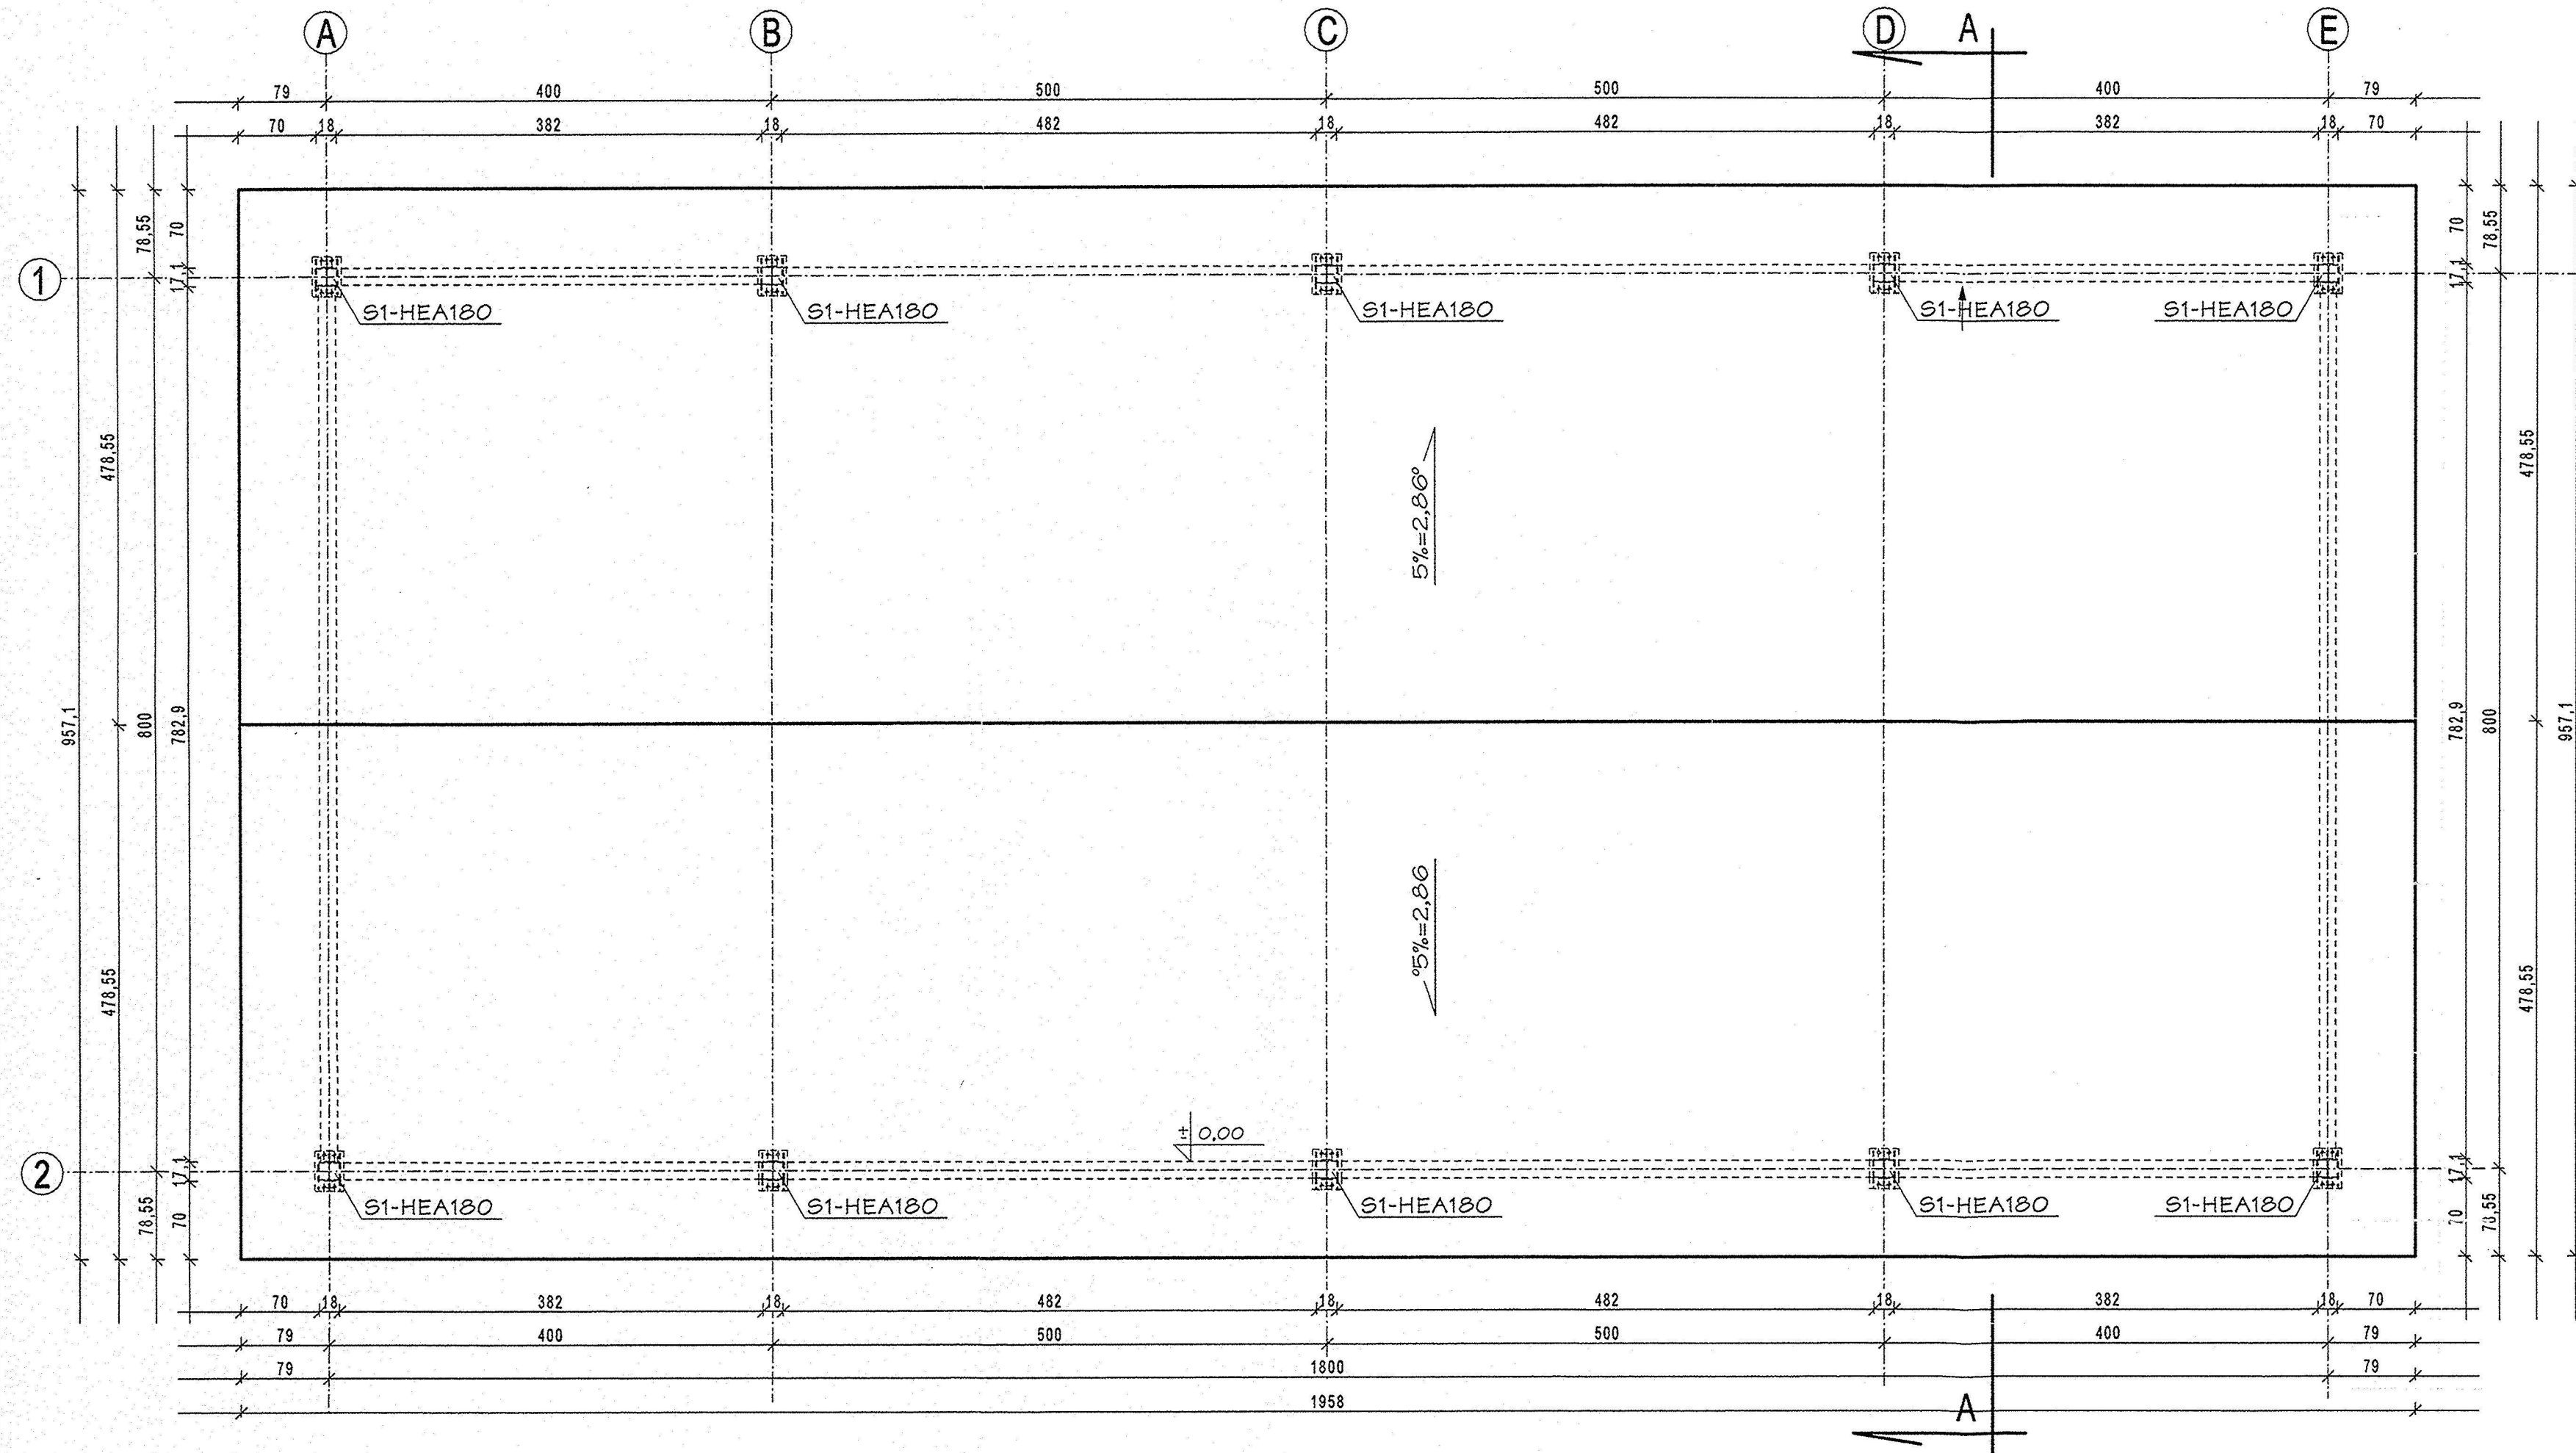 A B C D A E
79 400 500 500 400 79
70 18 382 18 482 18 482 18 382 18 70
78,55 70 70 78,55
1 17,1 17,1
S1-HEA180 S1-HEA180 S1-HEA180 S1-HEA180 S1-HEA180
478,55 5%=2,86° 478,55
957,1 800 782,9 782,9 800 957,1
478,55 °5%=2,86 478,55
± 0,00
2 17,1 17,1
S1-HEA180 S1-HEA180 S1-HEA180 S1-HEA180 S1-HEA180
78,55 70 70 78,55
70 18 382 18 482 18 482 18 382 18 70
79 400 500 500 400 79
79 1800 79
1958
A